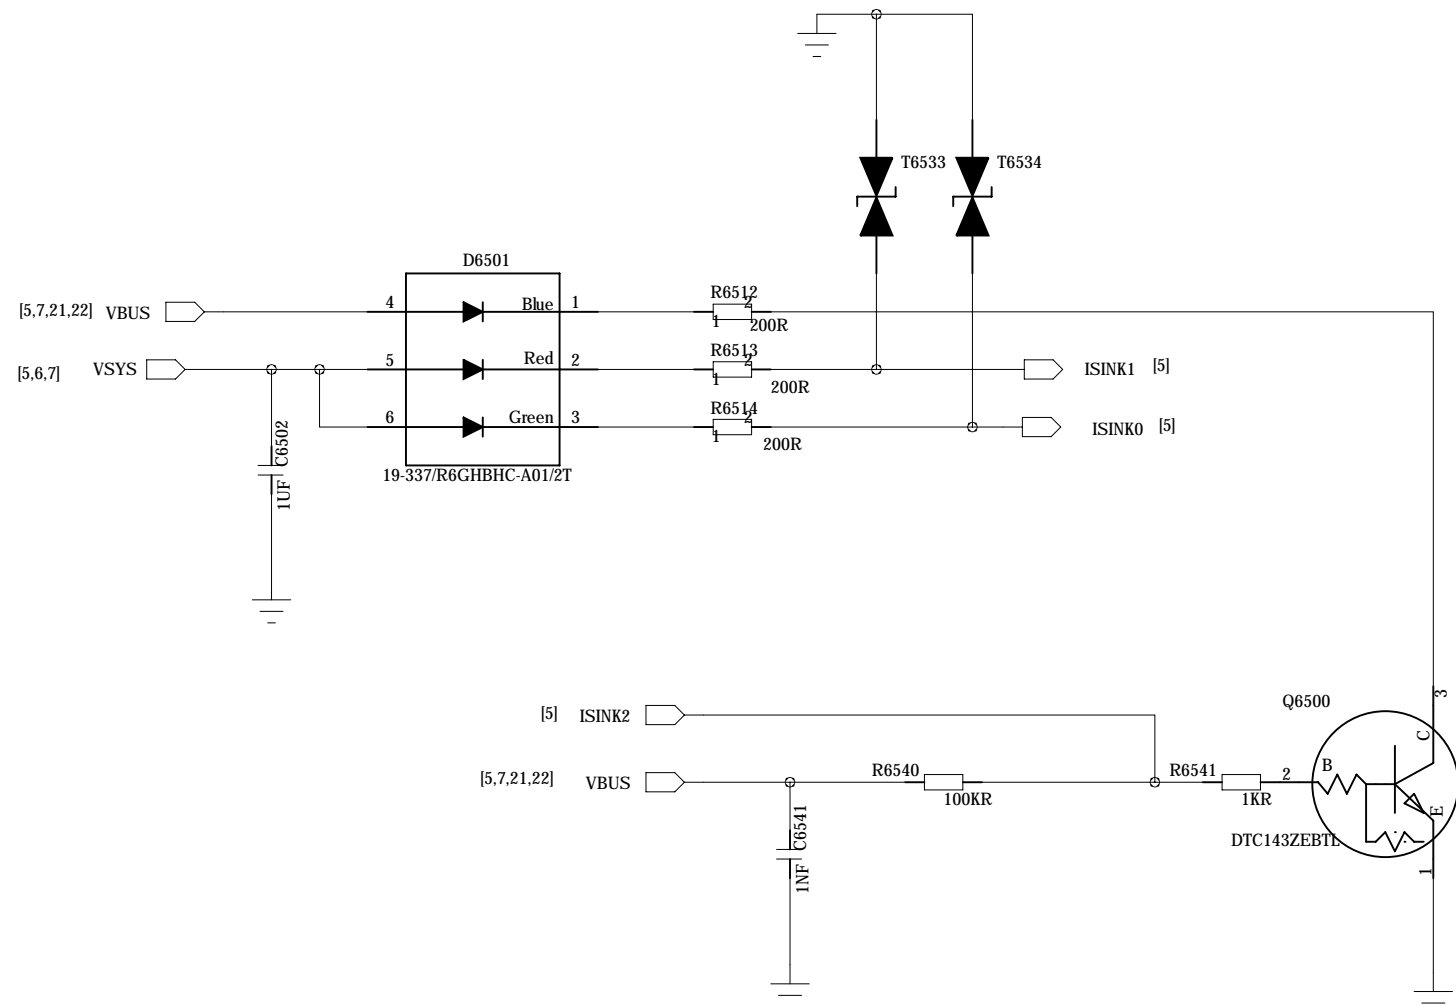 T6533
T6534
D6501
[5,7,21,22] VBUS
4
Blue
1
R6512
1
2
200R
[5,6,7]
VSYS
5
Red
2
R6513
1
2
200R
ISINK1
[5]
6
Green
3
R6514
1
2
200R
ISINK0
[5]
C6502
1UF
19-337/R6GHBHC-A01/2T
[5]
ISINK2
Q6500
3
C
[5,7,21,22]
VBUS
R6540
100KR
R6541
1KR
2
B
E
C6541
1NF
DTC143ZEBTL
1